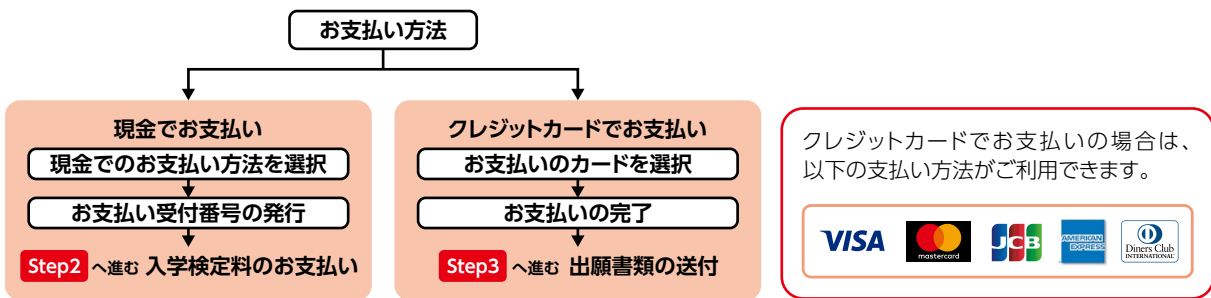 お支払い方法
現金でお支払い
現金でのお支払い方法を選択
お支払い受付番号の発行
Step2 へ進む 入学検定料のお支払い
クレジットカードでお支払い
お支払いのカードを選択
お支払いの完了
Step3 へ進む 出願書類の送付
クレジットカードでお支払いの場合は、
以下の支払い方法がご利用できます。
VISA
mastercard
JCB
AMERICAN
EXPRESS
Diners Club
INTERNATIONAL